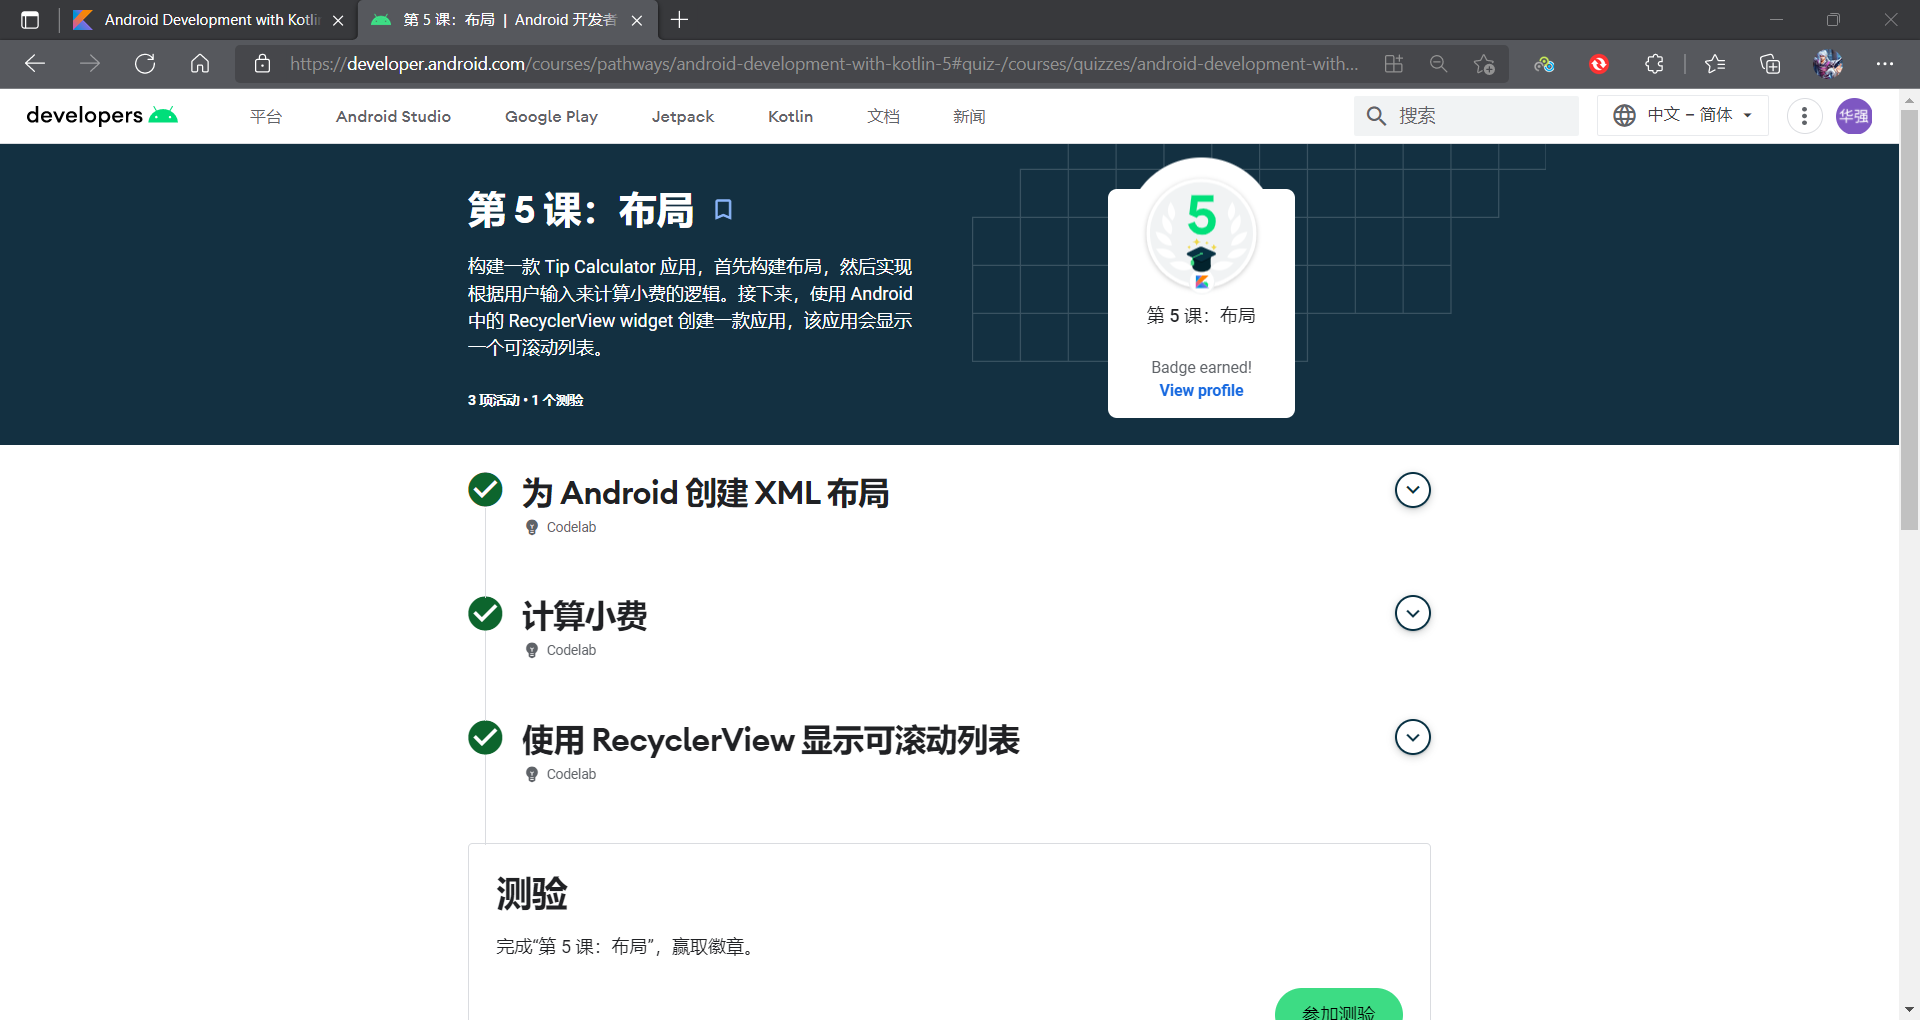 Android Development with Kotli
第 5 课：布局 | Android 开发者
https://developer.android.com/courses/pathways/android-development-with-kotlin-5#quiz-/courses/quizzes/android-development-with...
developers
平台
Android Studio
Google Play
Jetpack
Kotlin
文档
新闻
搜索
中文 – 简体
华强
第 5 课：布局
构建一款 Tip Calculator 应用，首先构建布局，然后实现
根据用户输入来计算小费的逻辑。接下来，使用 Android
中的 RecyclerView widget 创建一款应用，该应用会显示
一个可滚动列表。
3 项活动 • 1 个测验
5
第 5 课：布局
Badge earned!
View profile
为 Android 创建 XML 布局
Codelab
计算小费
Codelab
使用 RecyclerView 显示可滚动列表
Codelab
测验
完成“第 5 课：布局”，赢取徽章。
参加测验